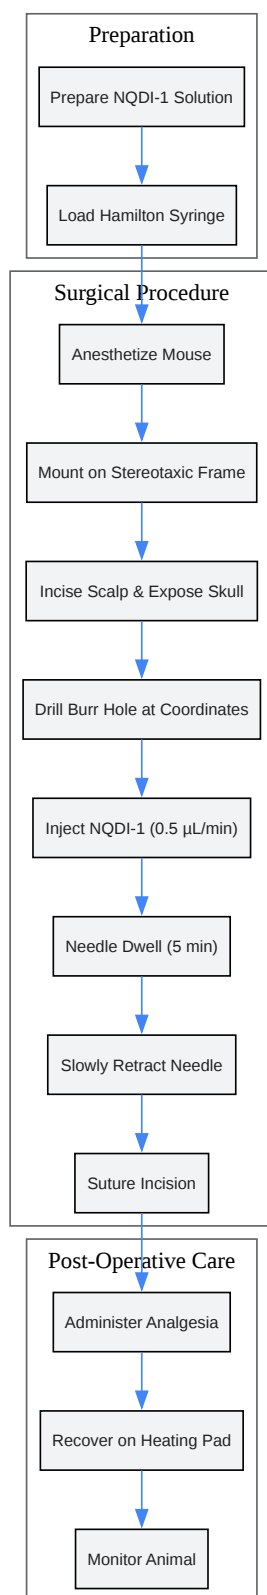 Preparation
Prepare NQDI-1 Solution
Load Hamilton Syringe
Surgical Procedure
Anesthetize Mouse
Mount on Stereotaxic Frame
Incise Scalp & Expose Skull
Drill Burr Hole at Coordinates
Inject NQDI-1 (0.5 µL/min)
Needle Dwell (5 min)
Slowly Retract Needle
Suture Incision
Post-Operative Care
Administer Analgesia
Recover on Heating Pad
Monitor Animal